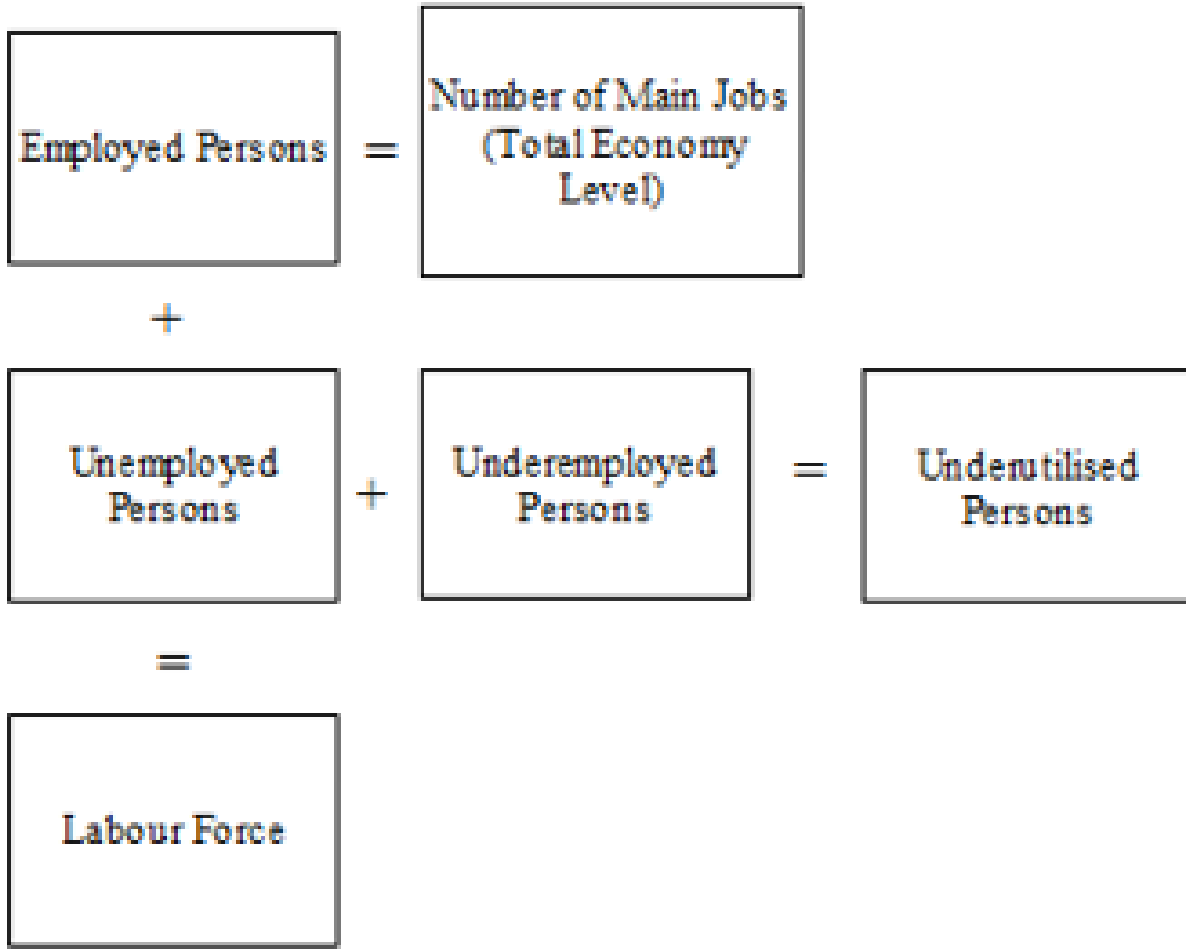 Employed Persons
=
Number of Main Jobs
(Total Economy
Level)
+
Unemployed
Persons
+
Underemployed
Persons
=
Underutilised
Persons
=
Labour Force